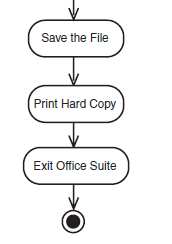 Save the File
Print Hard Copy
Exit Office Suite